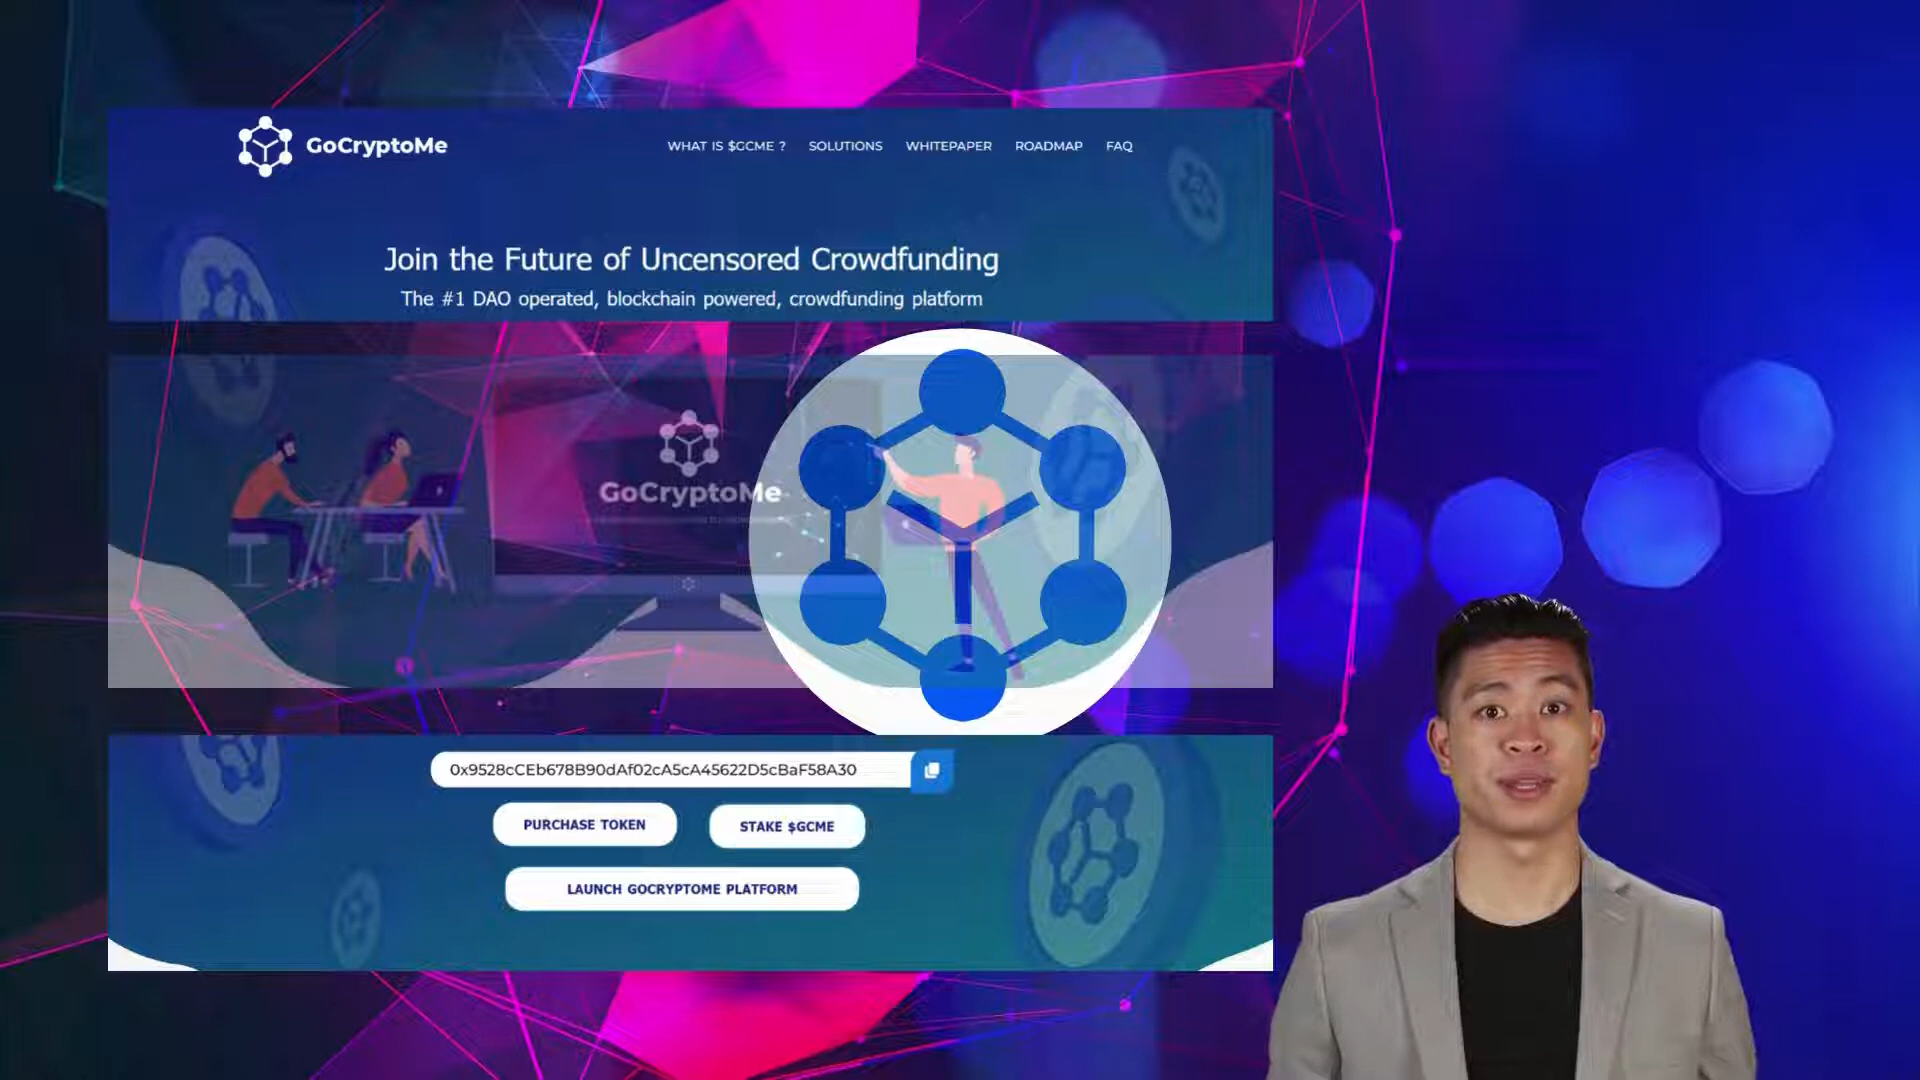 GoCryptoMe
WHAT IS $GCME ? SOLUTIONS WHITEPAPER ROADMAP FAQ
Join the Future of Uncensored Crowdfunding
The #1 DAO operated, blockchain powered, crowdfunding platform
GoCryptoMe
0x9528cCEb678B90dAf02cA5cA45622D5cBaF58A30
PURCHASE TOKEN STAKE $GCME
LAUNCH GOCRYPTOME PLATFORM